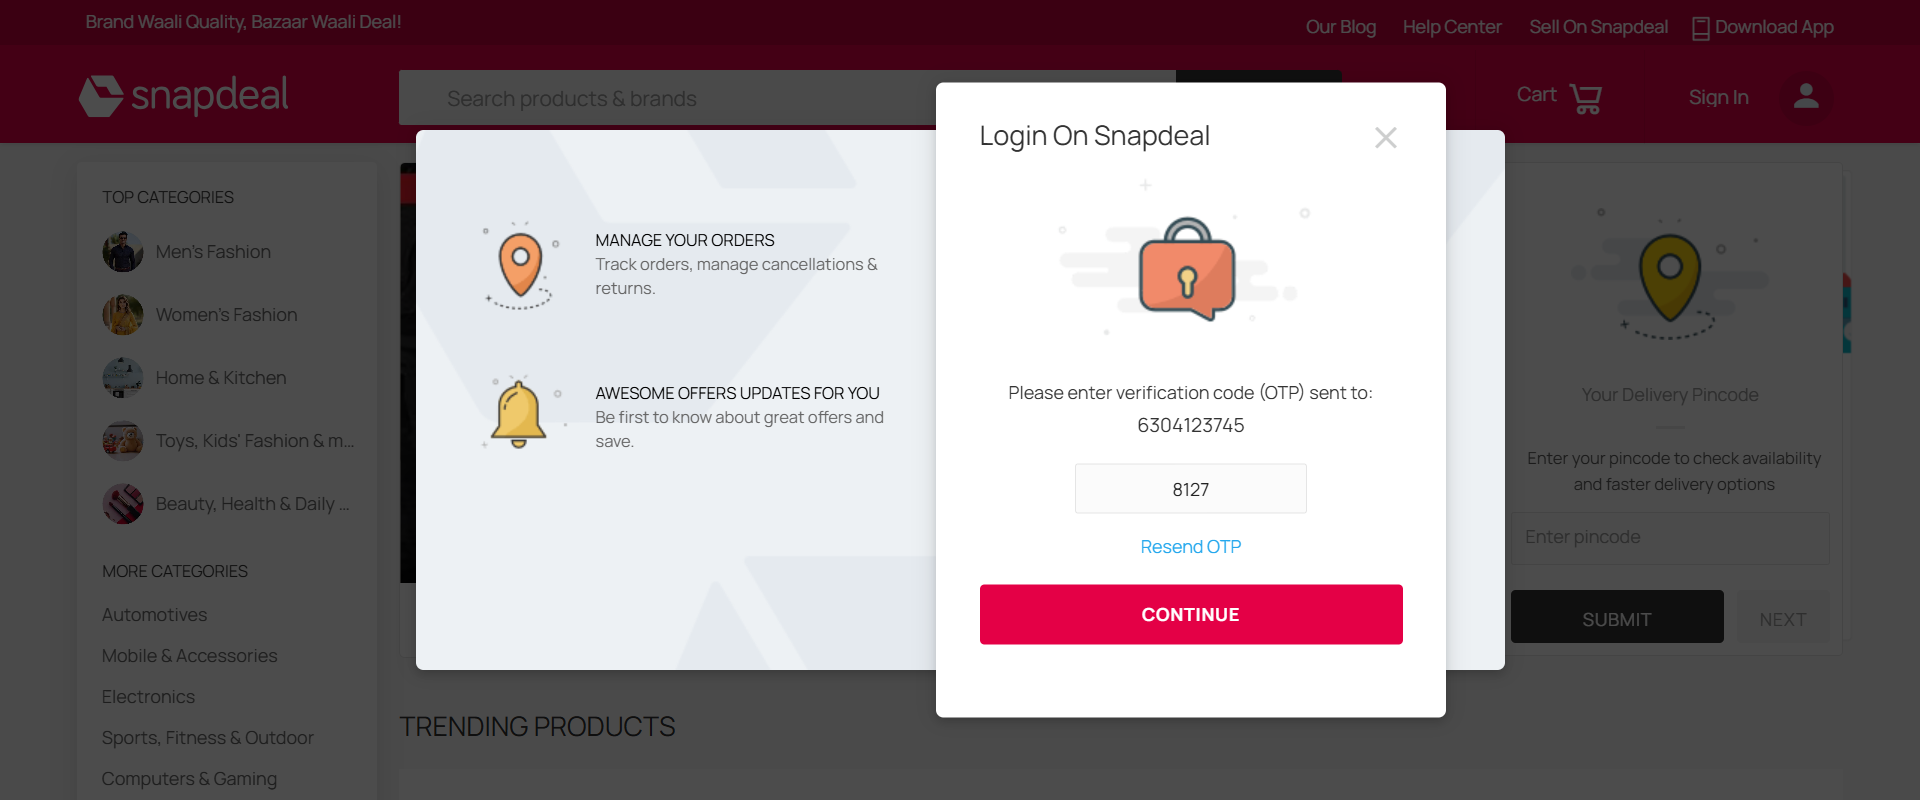 Brand Waali Quality, Bazaar Waali Deal!
Our Blog
Help Center
Sell On Snapdeal
Download App
snapdeal
Search products & brands
Cart
Sign In
TOP CATEGORIES
Men's Fashion
Women's Fashion
Home & Kitchen
Toys, Kids' Fashion & m...
Beauty, Health & Daily ...
MORE CATEGORIES
Automotives
Mobile & Accessories
Electronics
Sports, Fitness & Outdoor
Computers & Gaming
MANAGE YOUR ORDERS
Track orders, manage cancellations &
returns.
AWESOME OFFERS UPDATES FOR YOU
Be first to know about great offers and
save.
Login On Snapdeal
Please enter verification code (OTP) sent to:
6304123745
8127
Resend OTP
CONTINUE
Your Delivery Pincode
Enter your pincode to check availability
and faster delivery options
Enter pincode
SUBMIT
NEXT
TRENDING PRODUCTS